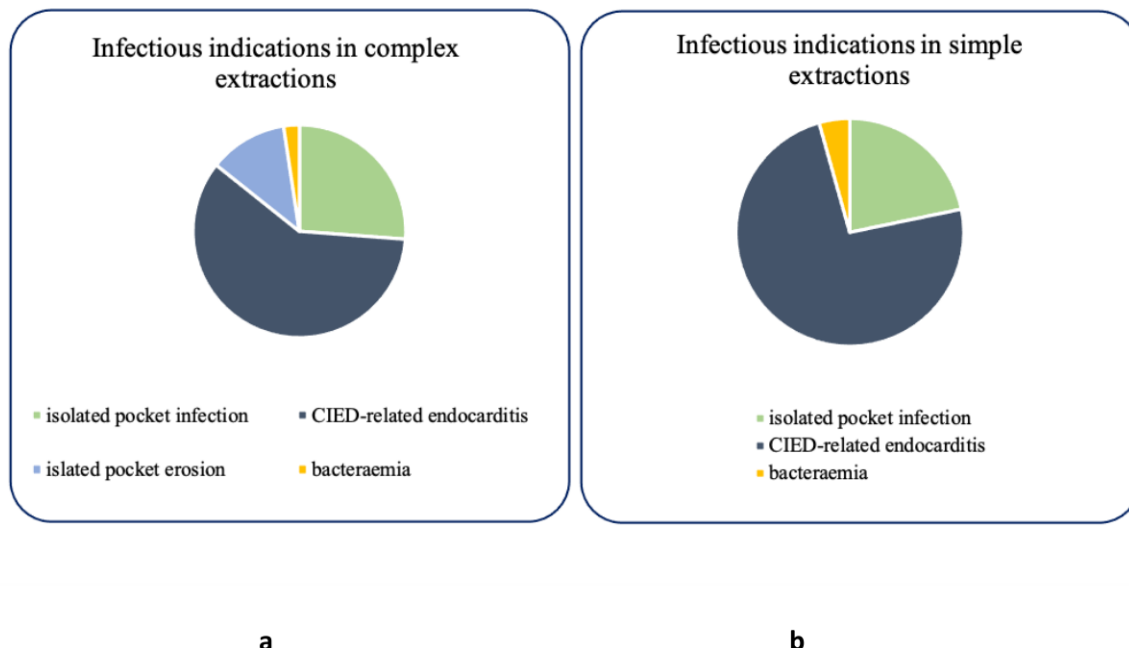 Infectious indications in complex
extractions
isolated pocket infection
CIED-related endocarditis
islated pocket erosion
bacteraemia
Infectious indications in simple
extractions
isolated pocket infection
CIED-related endocarditis
bacteraemia
a
b